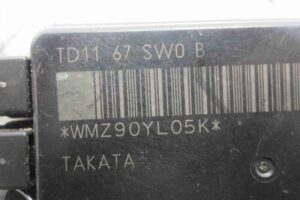 TD11 67 SW0 B
*WMZ90YL05K*
TAKATA